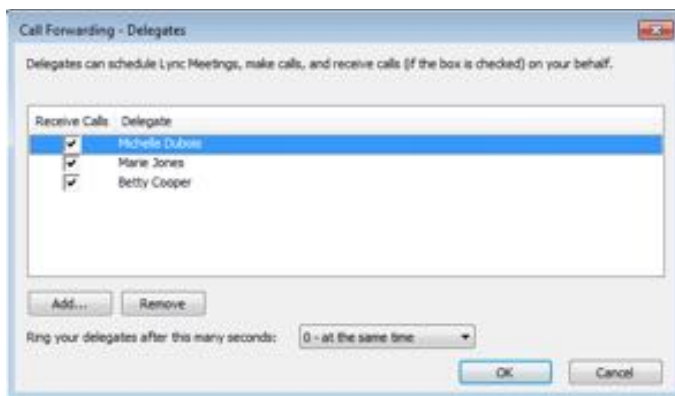 Call Forwarding - Delegates
Delegates can schedule Lync Meetings, make calls, and receive calls (if the box is checked) on your behalf.
Receive Calls Delegate
Michelle Dubois
Marie Jones
Betty Cooper
Add... Remove
Ring your delegates after this many seconds: 0 - at the same time
OK Cancel